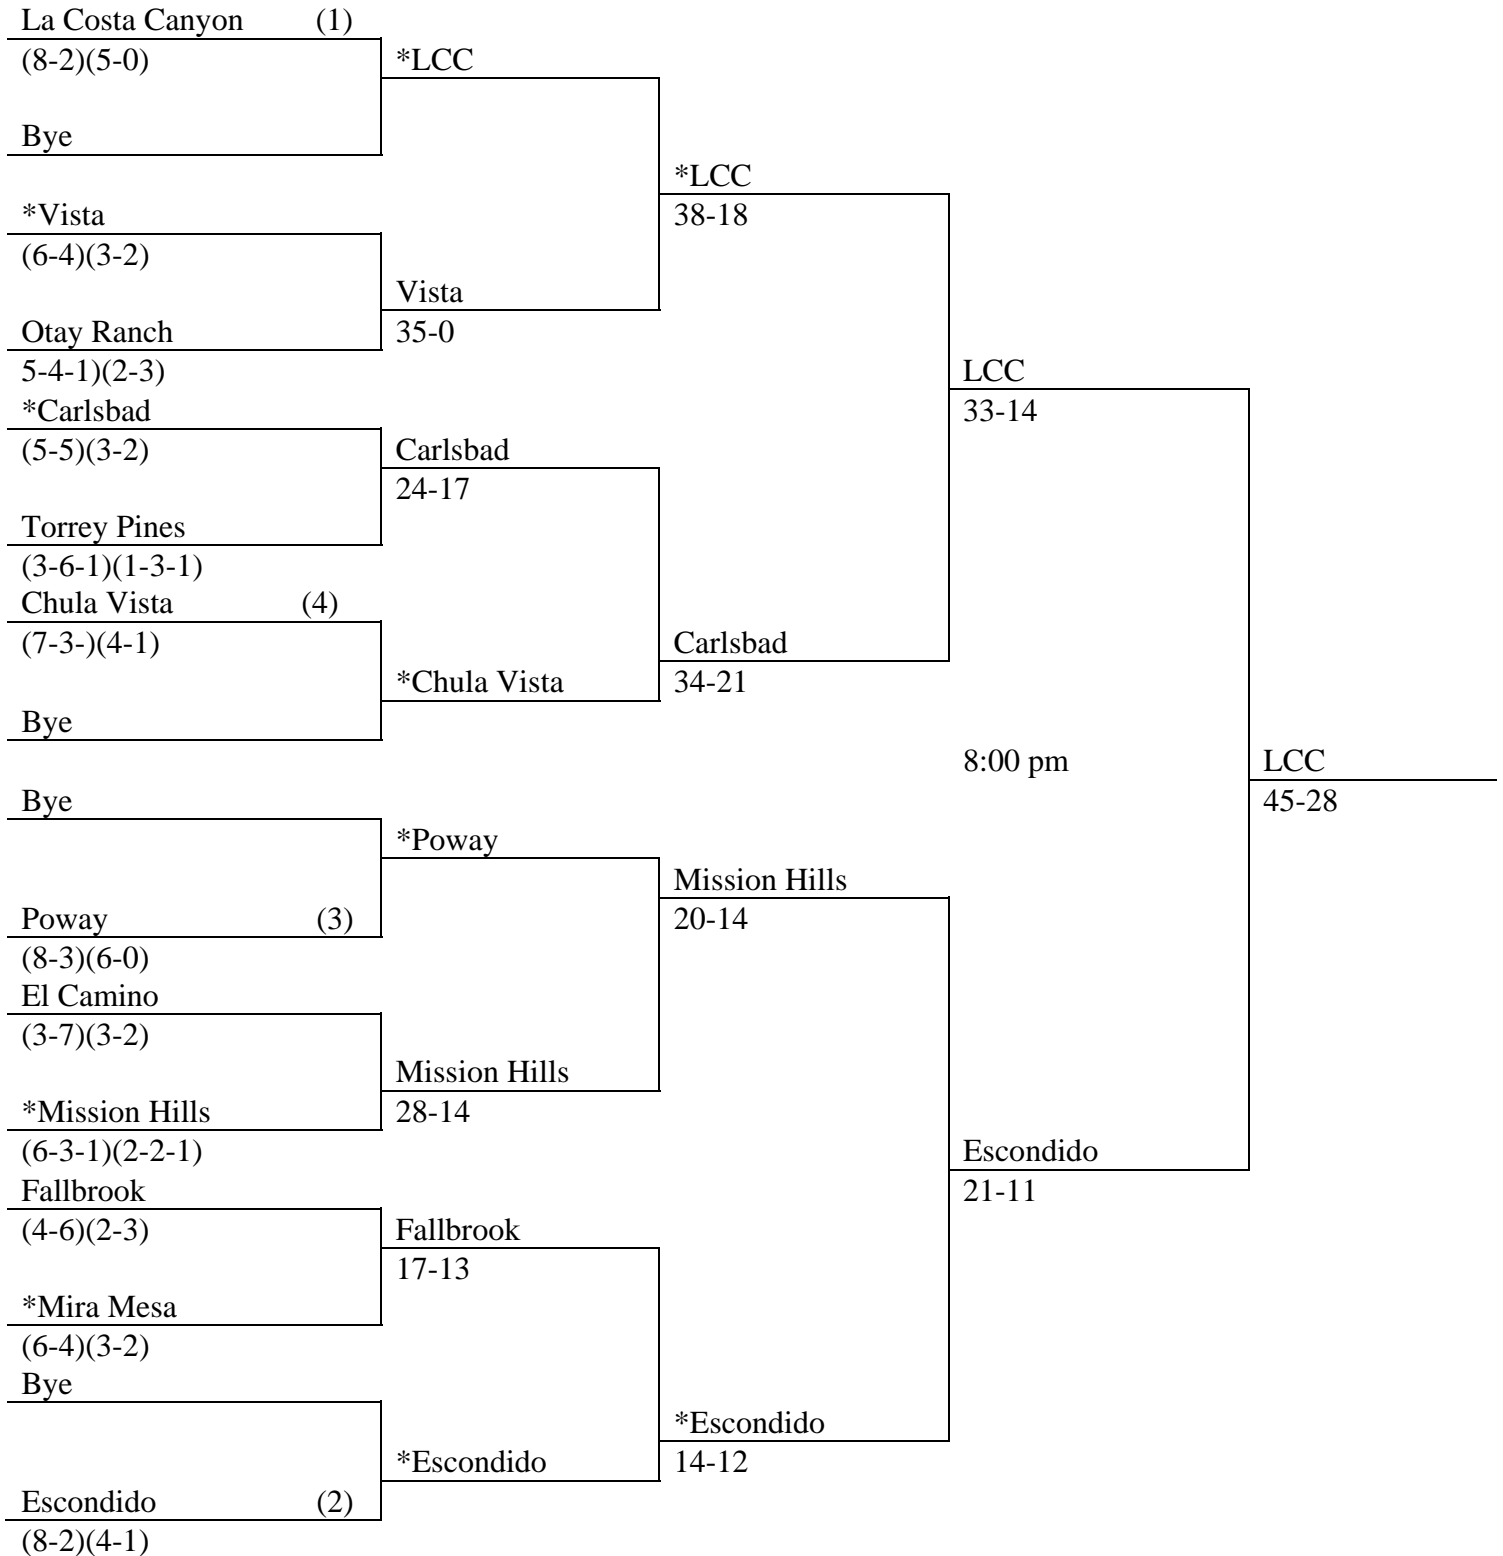 La Costa Canyon (1)
(8-2)(5-0)
*LCC
Bye
*LCC
*Vista
38-18
(6-4)(3-2)
Vista
Otay Ranch
35-0
5-4-1)(2-3)
LCC
*Carlsbad
33-14
(5-5)(3-2)
Carlsbad
24-17
Torrey Pines
(3-6-1)(1-3-1)
Chula Vista (4)
(7-3-)(4-1)
Carlsbad
*Chula Vista
34-21
Bye
8:00 pm
LCC
Bye
45-28
*Poway
Mission Hills
Poway (3)
20-14
(8-3)(6-0)
El Camino
(3-7)(3-2)
Mission Hills
*Mission Hills
28-14
(6-3-1)(2-2-1)
Escondido
Fallbrook
21-11
(4-6)(2-3)
Fallbrook
17-13
*Mira Mesa
(6-4)(3-2)
Bye
*Escondido
*Escondido
14-12
Escondido (2)
(8-2)(4-1)